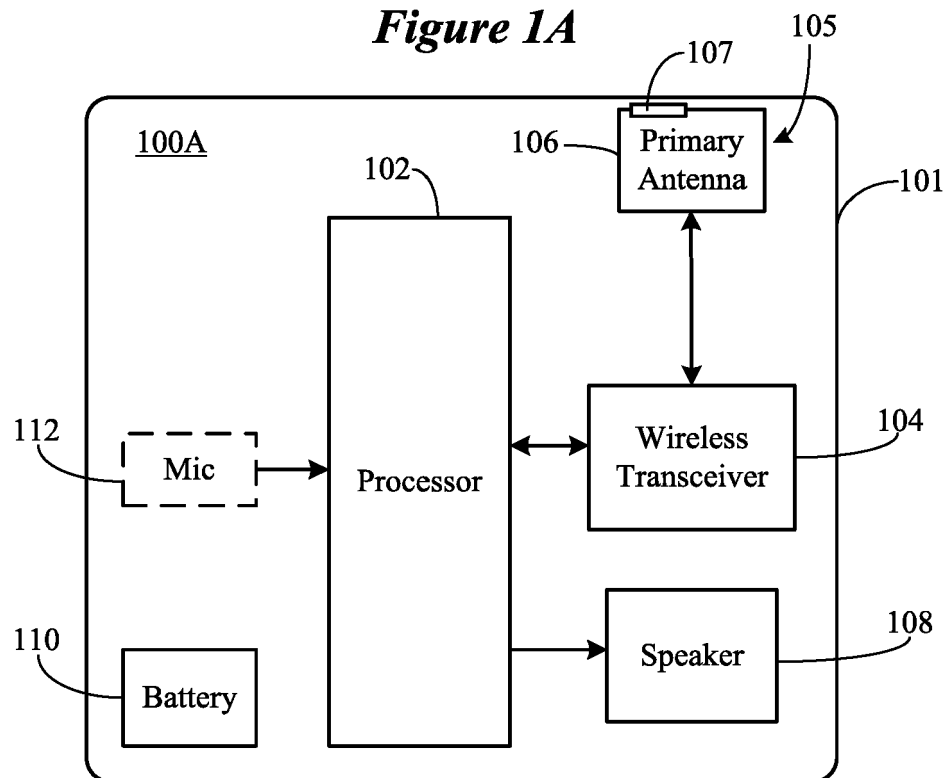 Figure 1A
105
107
100A
106
Primary
Antenna
102
101
112
Mic
Processor
Wireless
Transceiver
104
110
Battery
Speaker
108